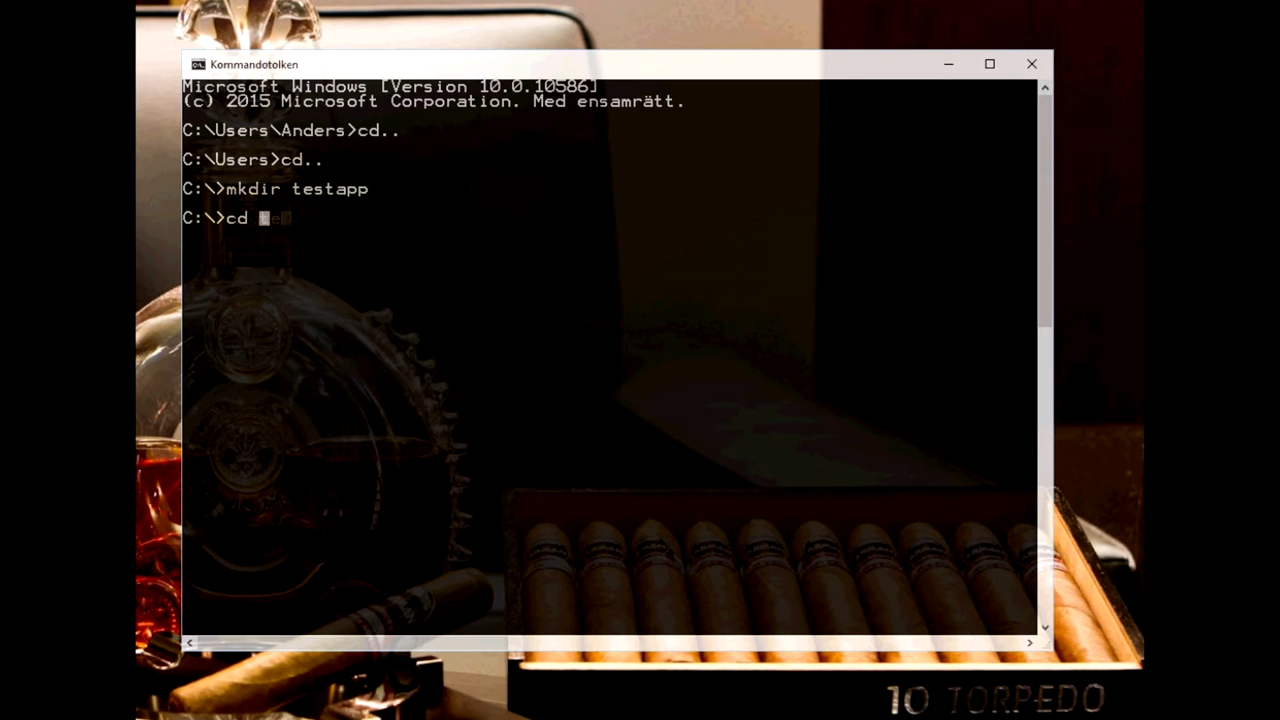 Kommandotolken
Microsoft Windows [Version 10.0.10586]
(c) 2015 Microsoft Corporation. Med ensamrätt.
C:\Users\Anders>cd..
C:\Users>cd..
C:\>mkdir testapp
C:\>cd te
10 TORPEDO